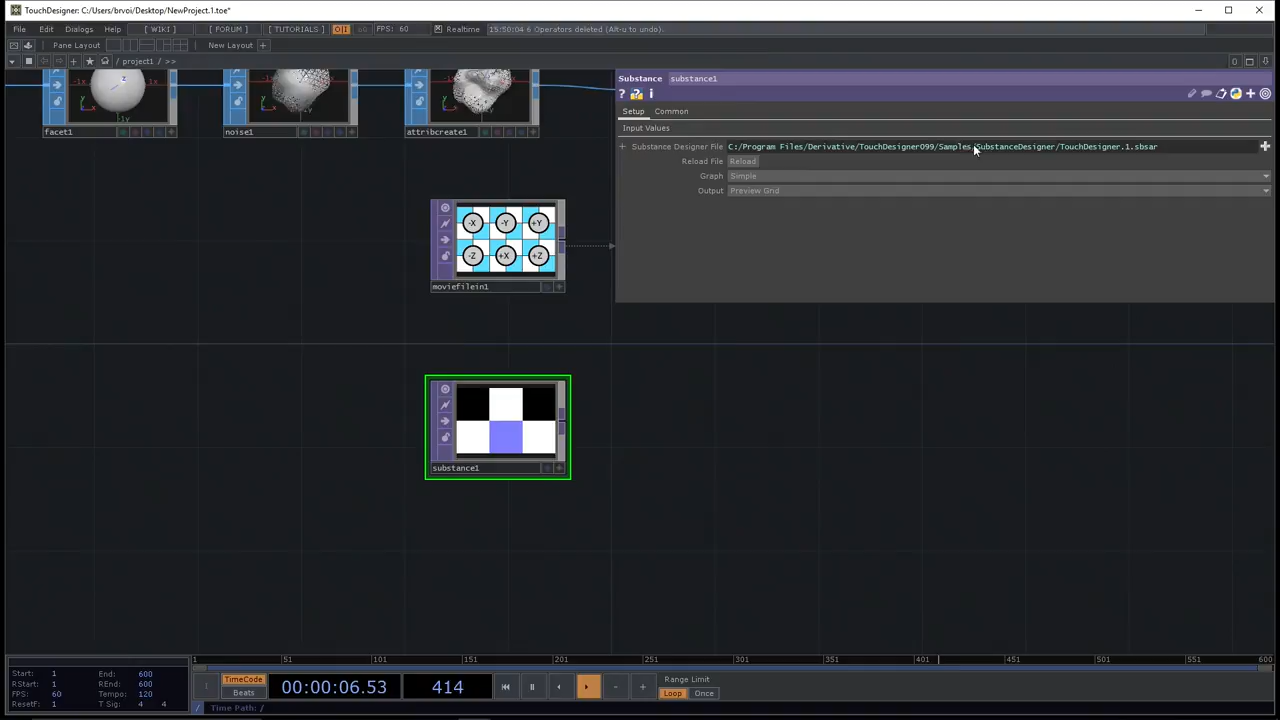 TouchDesigner: C:/Users/brvoi/Desktop/NewProject.1.toe*
File Edit Dialogs Help [ WIKI ] [ FORUM ] [ TUTORIALS ] O|I FPS: 60 Realtime 15:50:04 6 Operators deleted (Alt-u to undo).
Pane Layout New Layout +
/ project1 / >> 0
Substance substance1
? i
Setup Common
Input Values
+ Substance Designer File C:/Program Files/Derivative/TouchDesigner099/Samples/SubstanceDesigner/TouchDesigner.1.sbsar
Reload File Reload
Graph Simple
Output Preview Grid
facet1 noise1 attribcreate1
-X -Y +Y
-Z +X +Z
moviefilein1
substance1
1 51 101 151 201 251 301 351 401 451 501 551 600
Start: 1 End: 600
RStart: 1 REnd: 600
FPS: 60 Tempo: 120
ResetF: 1 T Sig: 4 4
TimeCode
Beats
00:00:06.53 414
Range Limit
Loop Once
/ Time Path: /